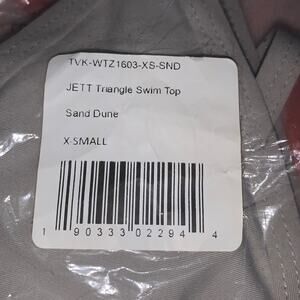 TVK-WTZ1603-XS-SND
JETT Triangle Swim Top
Sand Dune
X-SMALL
1 90333 02294 4